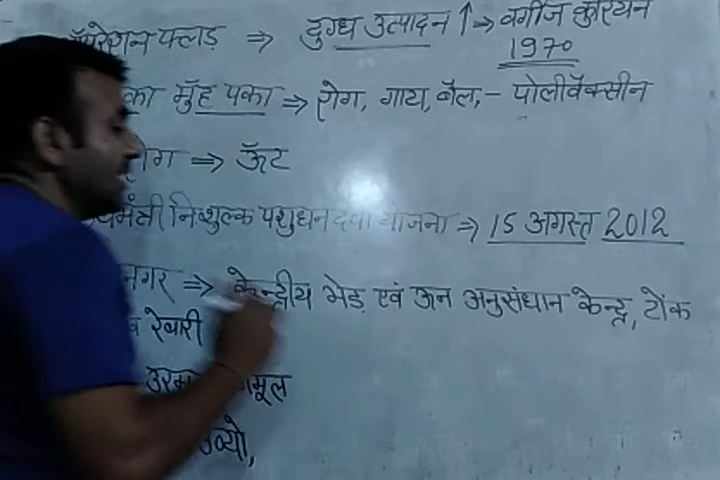 ऑपरेशन फ्लड़ ⇒ दुग्ध उत्पादन ↑ → वर्गीज कुरियन
1970
का मुँह पका ⇒ रोग, गाय, बैल, - पोलीवैक्सीन
⇒ ऊँट
निशुल्क पशुधन दवा योजना ⇒ 15 अगस्त 2012
नगर ⇒ केन्द्रीय भेड़ एवं ऊन अनुसंधान केन्द्र, टोंक
रेबारी